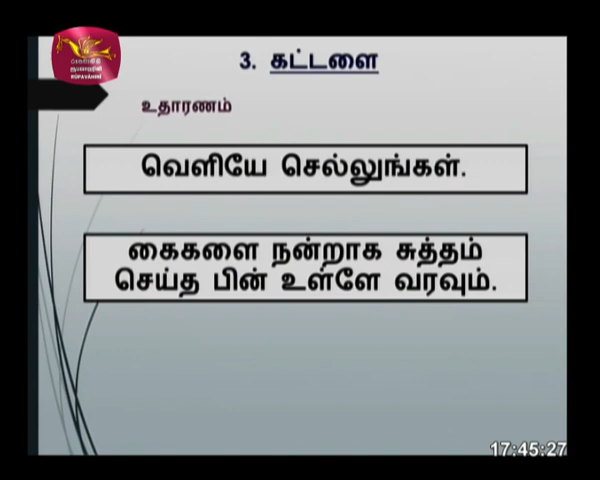 3. கட்டளை
உதாரணம்
வெளியே செல்லுங்கள்.
கைகளை நன்றாக சுத்தம்
செய்த பின் உள்ளே வரவும்.
17:45:27